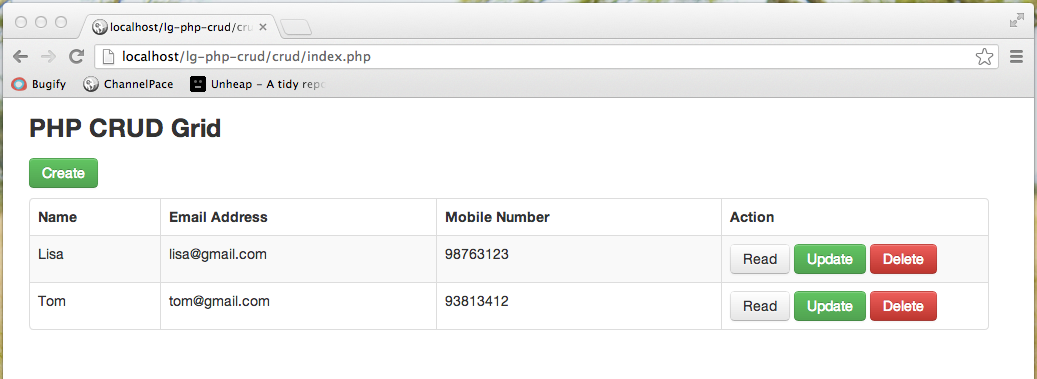 localhost/lg-php-crud/crud
localhost/lg-php-crud/crud/index.php
Bugify ChannelPace Unheap – A tidy repo
PHP CRUD Grid
Create
Name Email Address Mobile Number Action
Lisa lisa@gmail.com 98763123 Read Update Delete
Tom tom@gmail.com 93813412 Read Update Delete